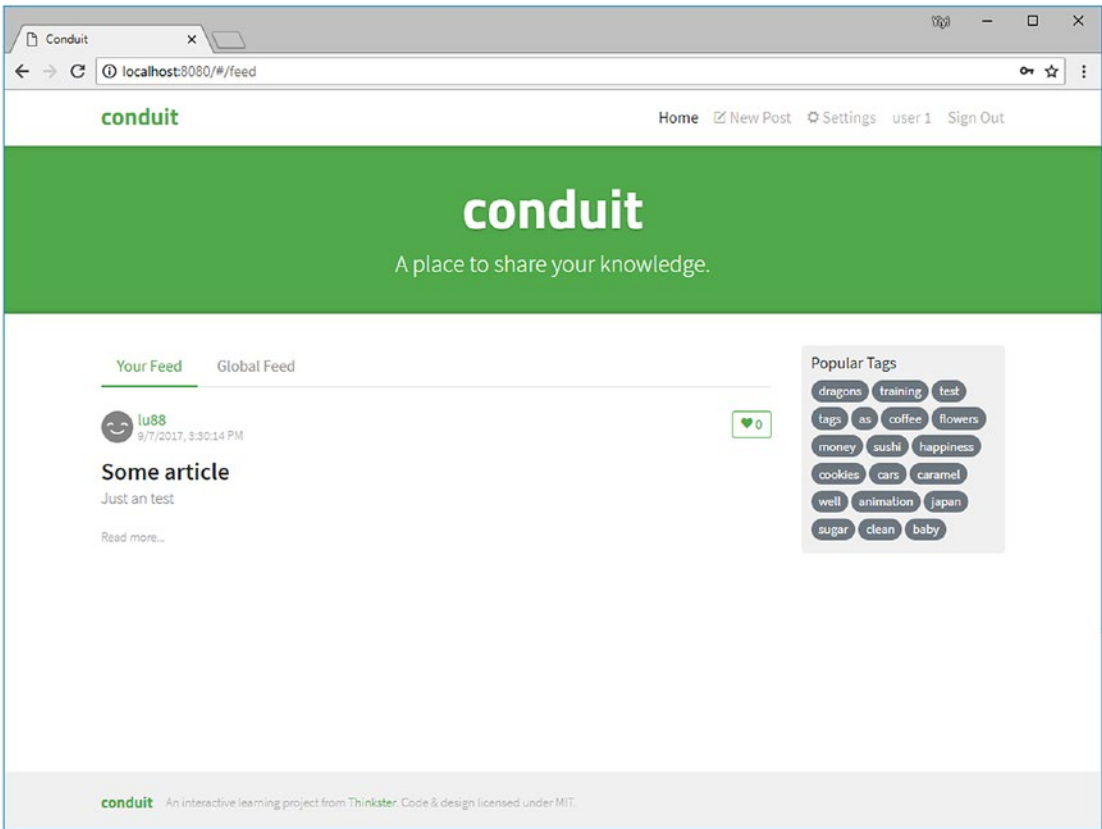 Conduit
localhost:8080/#/feed
conduit
Home New Post Settings user 1 Sign Out
conduit
A place to share your knowledge.
Your Feed Global Feed
lu88
9/7/2017, 3:30:14 PM
0
Some article
Just an test
Read more...
Popular Tags
dragons training test
tags as coffee flowers
money sushi happiness
cookies cars caramel
well animation japan
sugar clean baby
conduit An interactive learning project from Thinkster. Code & design licensed under MIT.